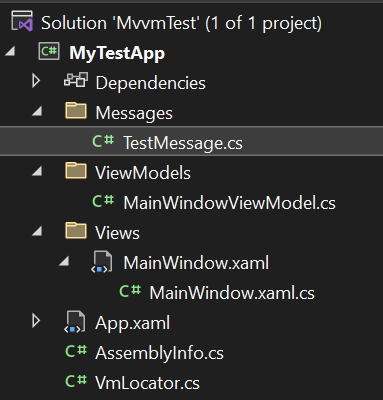 Solution 'MvvmTest' (1 of 1 project)
C# MyTestApp
Dependencies
Messages
C# TestMessage.cs
ViewModels
C# MainWindowViewModel.cs
Views
MainWindow.xaml
C# MainWindow.xaml.cs
App.xaml
C# AssemblyInfo.cs
C# VmLocator.cs